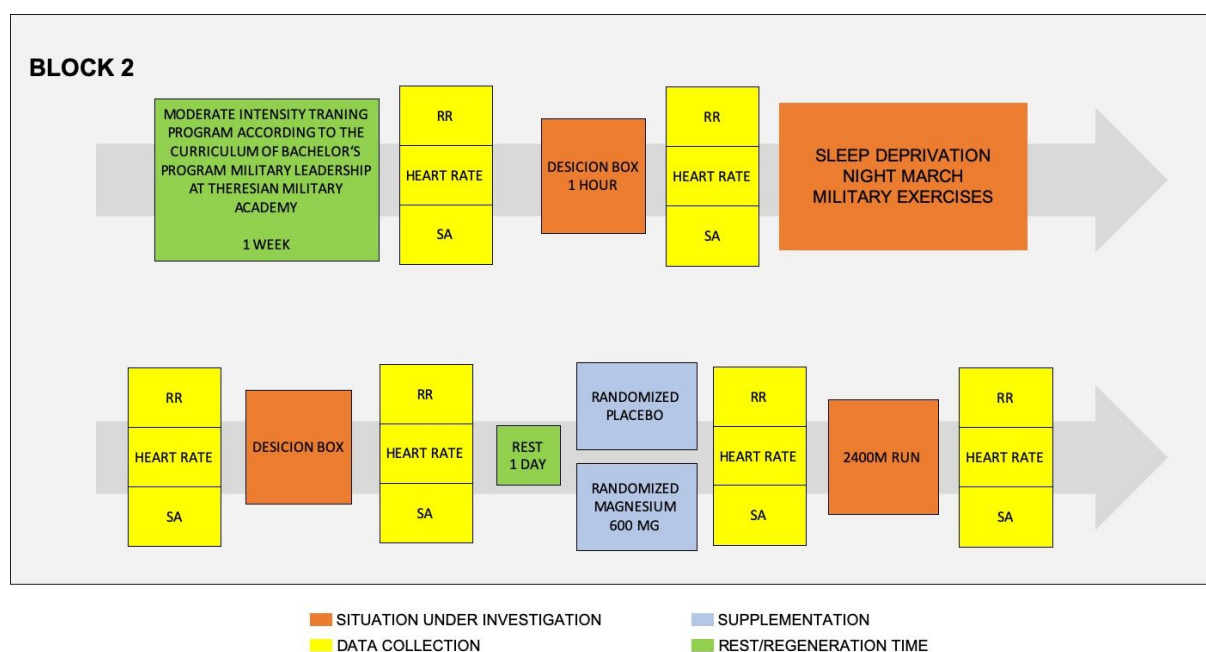 BLOCK 2
MODERATE INTENSITY TRANING
PROGRAM ACCORDING TO THE
CURRICULUM OF BACHELOR'S
PROGRAM MILITARY LEADERSHIP
AT THERESIAN MILITARY
ACADEMY
1 WEEK
RR
HEART RATE
SA
DESICION BOX
1 HOUR
RR
HEART RATE
SA
SLEEP DEPRIVATION
NIGHT MARCH
MILITARY EXERCISES
RR
HEART RATE
SA
DESICION BOX
RR
HEART RATE
SA
REST
1 DAY
RANDOMIZED
PLACEBO
RANDOMIZED
MAGNESIUM
600 MG
RR
HEART RATE
SA
2400M RUN
RR
HEART RATE
SA
SITUATION UNDER INVESTIGATION
DATA COLLECTION
SUPPLEMENTATION
REST/REGENERATION TIME